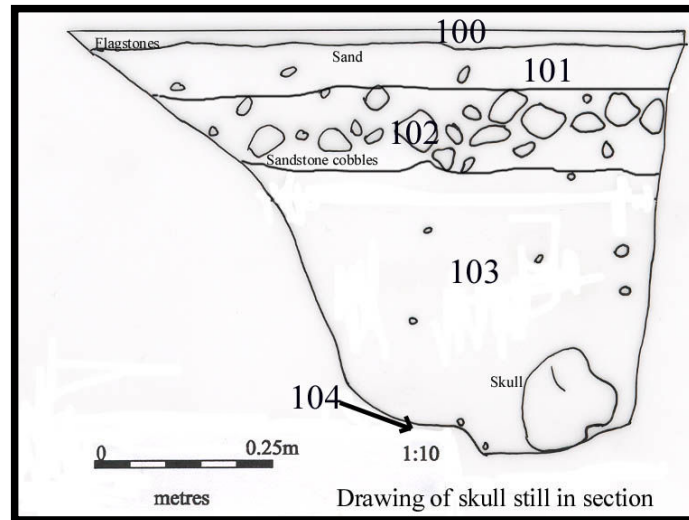 100
Flagstones
Sand
101
102
Sandstone cobbles
103
Skull
104
0 0.25m
1:10
metres
Drawing of skull still in section